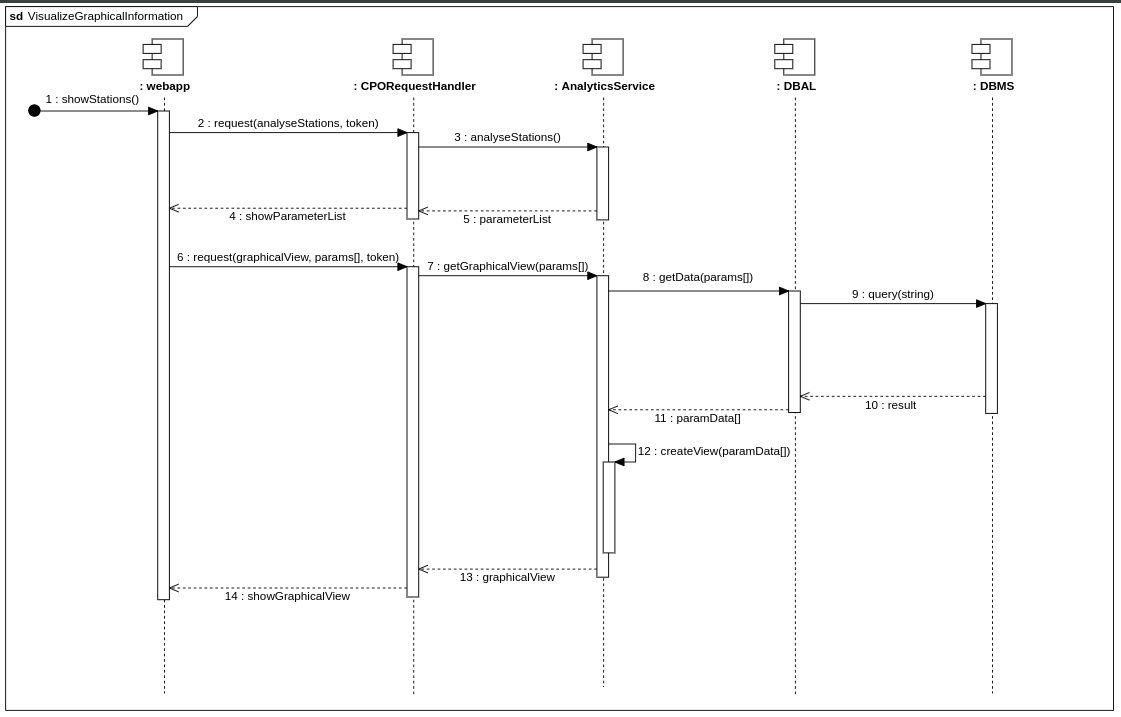 sd VisualizeGraphicalInformation
: webapp
: CPORequestHandler
: AnalyticsService
: DBAL
: DBMS
1 : showStations()
2 : request(analyseStations, token)
3 : analyseStations()
4 : showParameterList
5 : parameterList
6 : request(graphicalView, params[], token)
7 : getGraphicalView(params[])
8 : getData(params[])
9 : query(string)
10 : result
11 : paramData[]
12 : createView(paramData[])
13 : graphicalView
14 : showGraphicalView